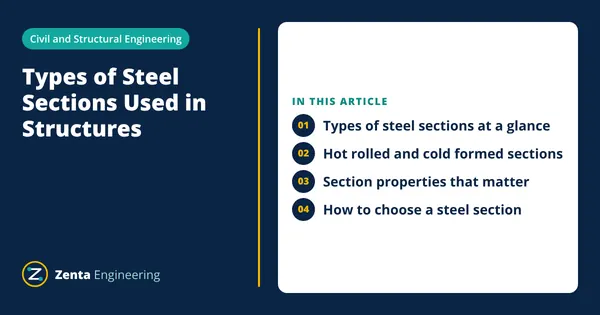 Civil and Structural Engineering
Types of Steel
Sections Used in
Structures
Zenta Engineering
IN THIS ARTICLE
01 Types of steel sections at a glance
02 Hot rolled and cold formed sections
03 Section properties that matter
04 How to choose a steel section